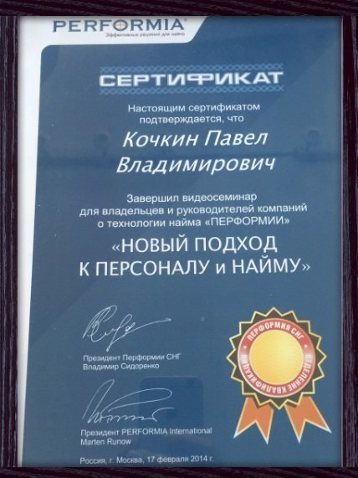 PERFORMIA®
Эффективные решения для найма
СЕРТИФИКАТ
Настоящим сертификатом
подтверждается, что
Кочкин Павел
Владимирович
Завершил видеосеминар
для владельцев и руководителей компаний
о технологии найма «ПЕРФОРМИИ»
«НОВЫЙ ПОДХОД
К ПЕРСОНАЛУ и НАЙМУ»
Президент Перформии СНГ
Владимир Сидоренко
ПЕРФОРМИЯ СНГ
ОТДЕЛЕНИЕ КВАЛИФИКАЦИИ
Президент PERFORMIA International
Marten Runow
Россия, г. Москва, 17 февраля 2014 г.